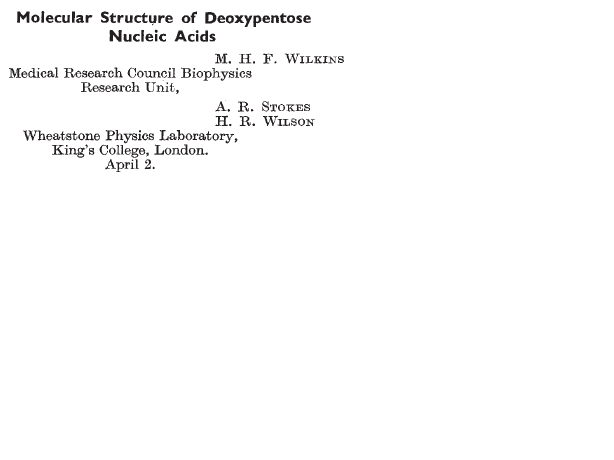 Molecular Structure of Deoxypentose
Nucleic Acids
M. H. F. WILKINS
Medical Research Council Biophysics
Research Unit,
A. R. STOKES
H. R. WILSON
Wheatstone Physics Laboratory,
King's College, London.
April 2.